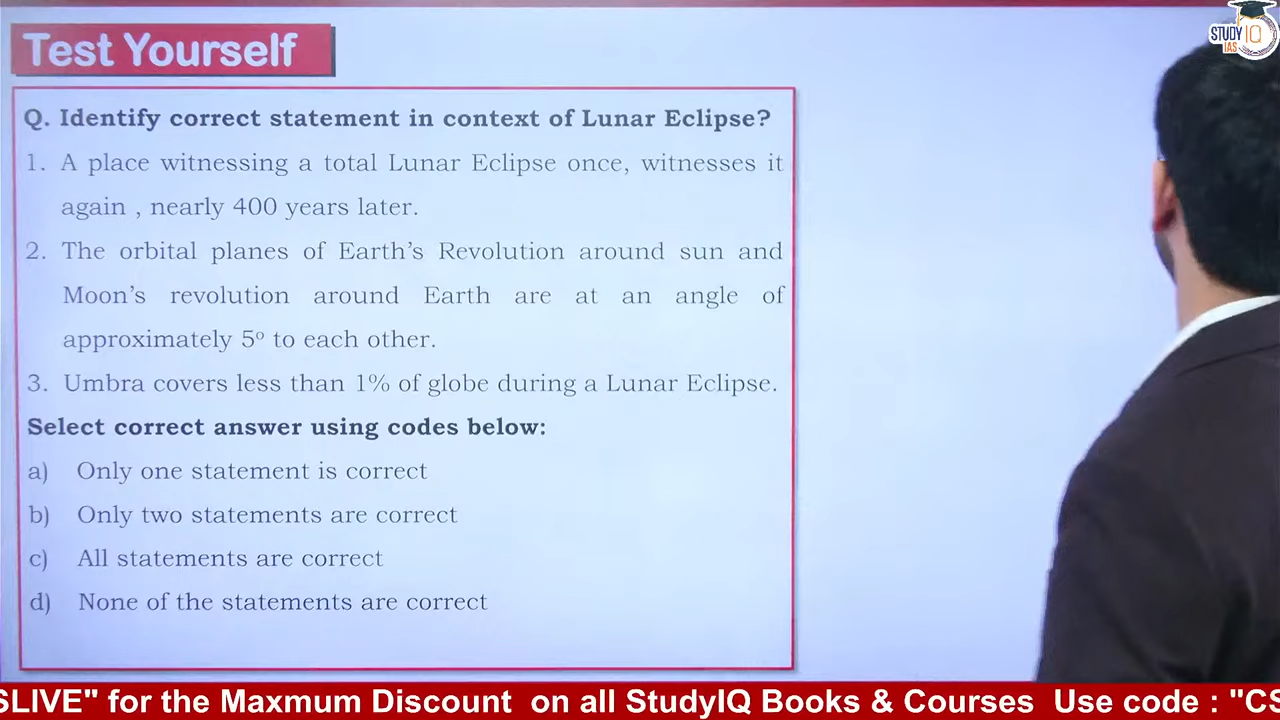 Test Yourself
STUDY IQ
IAS
Q. Identify correct statement in context of Lunar Eclipse?
1. A place witnessing a total Lunar Eclipse once, witnesses it
again , nearly 400 years later.
2. The orbital planes of Earth's Revolution around sun and
Moon's revolution around Earth are at an angle of
approximately 5º to each other.
3. Umbra covers less than 1% of globe during a Lunar Eclipse.
Select correct answer using codes below:
a) Only one statement is correct
b) Only two statements are correct
c) All statements are correct
d) None of the statements are correct
SLIVE" for the Maxmum Discount on all StudyIQ Books & Courses Use code : "CS